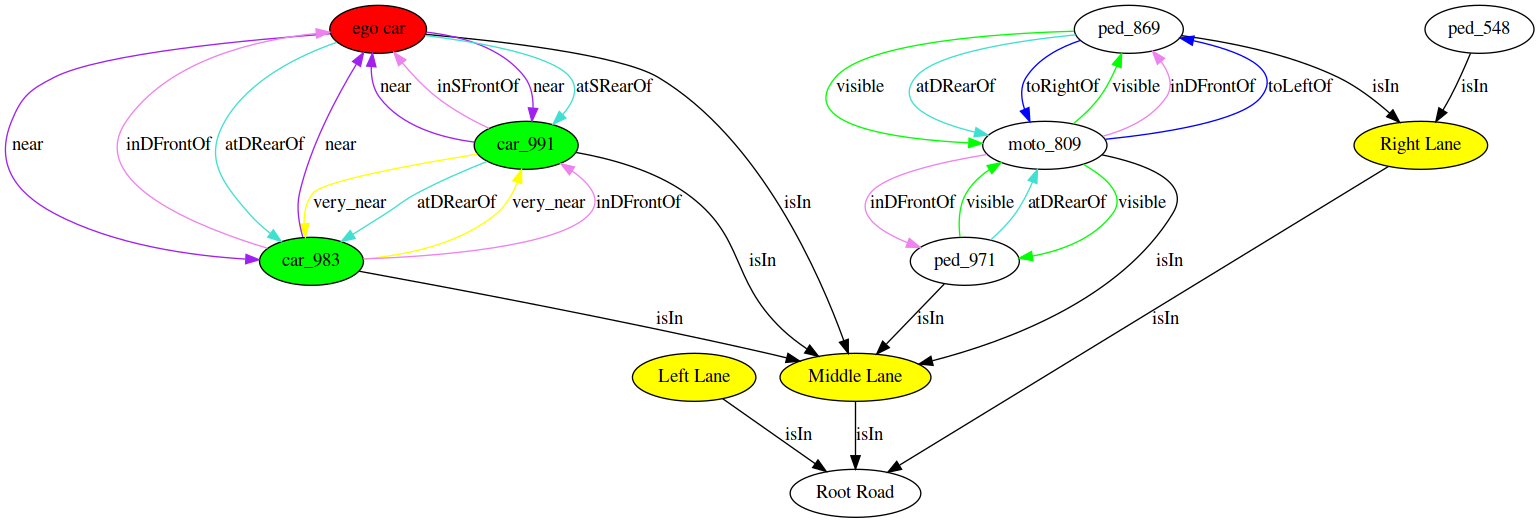 ego car
ped_869
ped_548
near
inDFrontOf
atDRearOf
near
near
inSFrontOf
near
atSRearOf
visible
atDRearOf
toRightOf
visible
inDFrontOf
toLeftOf
isIn
isIn
car_991
moto_809
Right Lane
very_near
atDRearOf
very_near
inDFrontOf
isIn
inDFrontOf
visible
atDRearOf
visible
car_983
isIn
ped_971
isIn
isIn
isIn
isIn
Left Lane
Middle Lane
isIn
isIn
Root Road